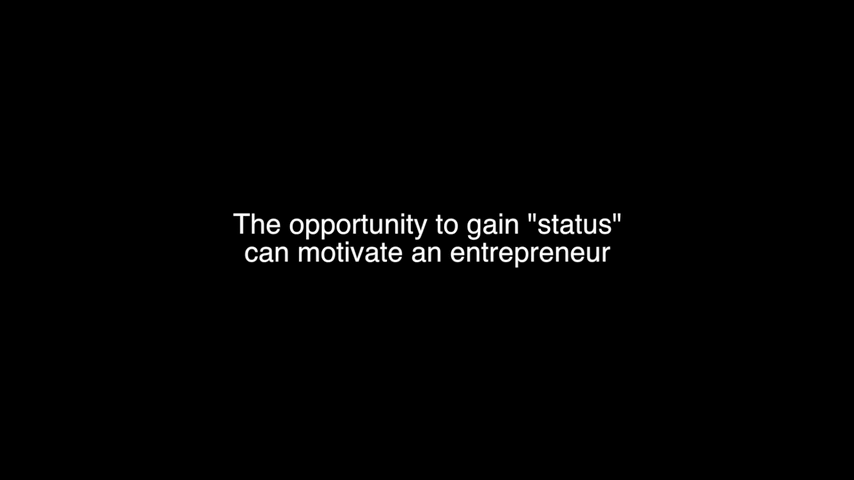 The opportunity to gain "status"
can motivate an entrepreneur